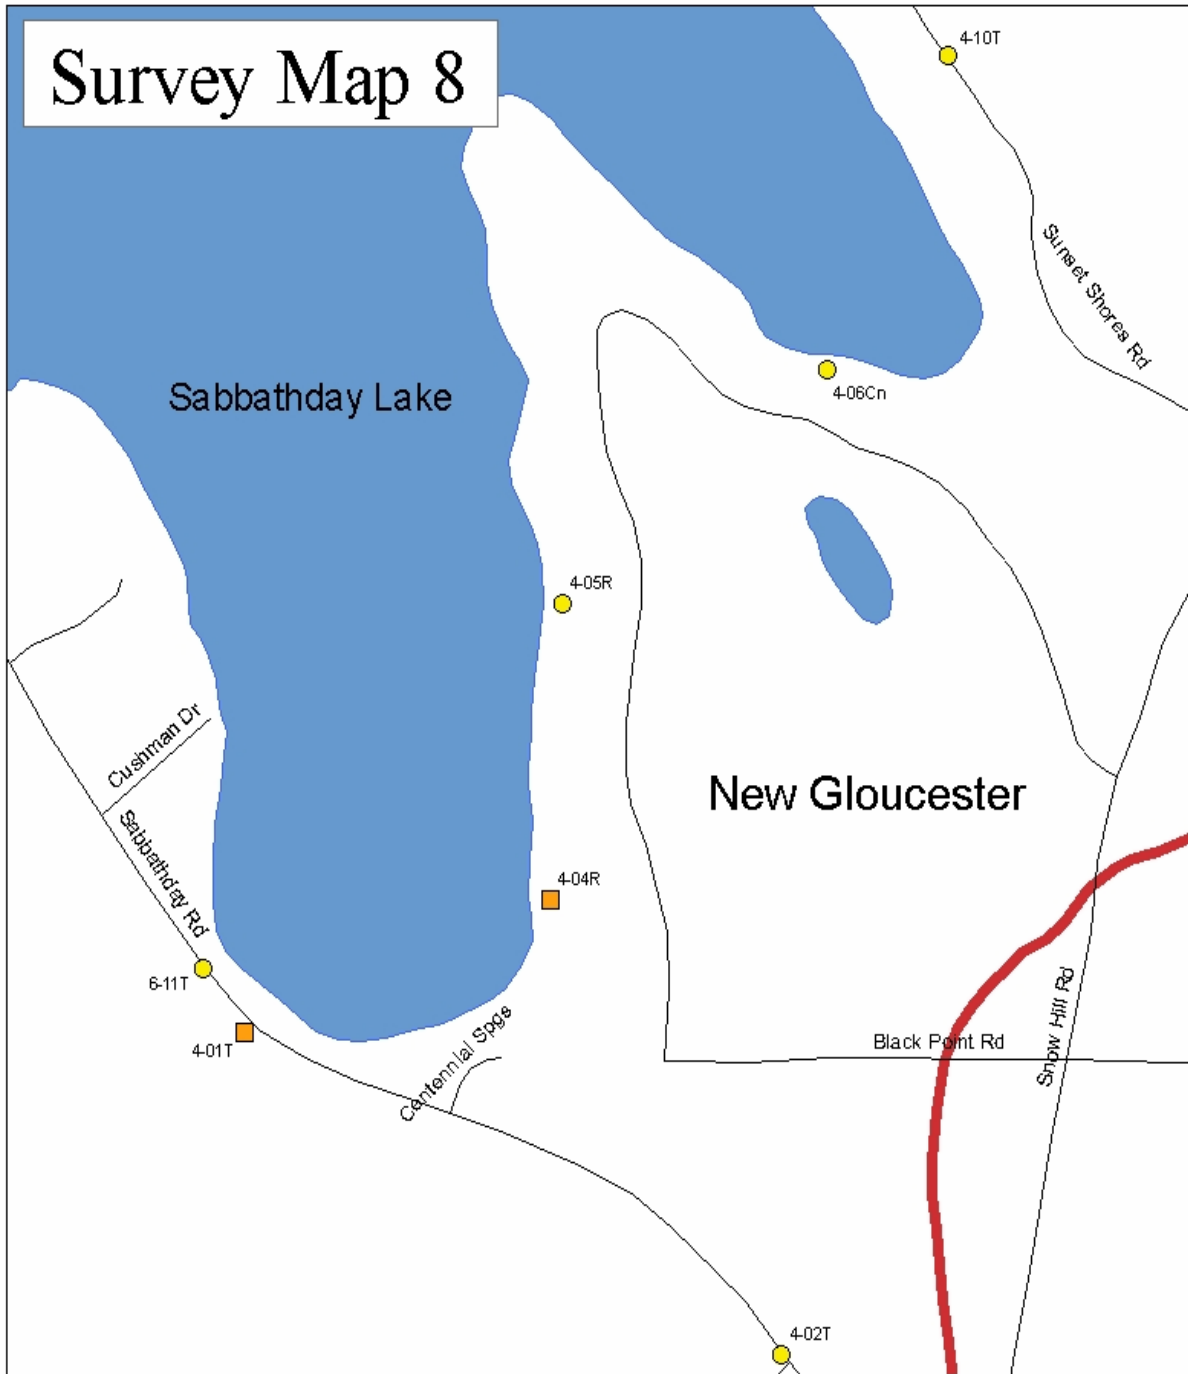 Survey Map 8
4-10T
Sunset Shores Rd
Sabbathday Lake
4-06Cn
4-05R
Cushman Dr
New Gloucester
Sabbathday Rd
4-04R
6-11T
4-01T
Centennial Spgs
Black Point Rd
Snow Hill Rd
4-02T